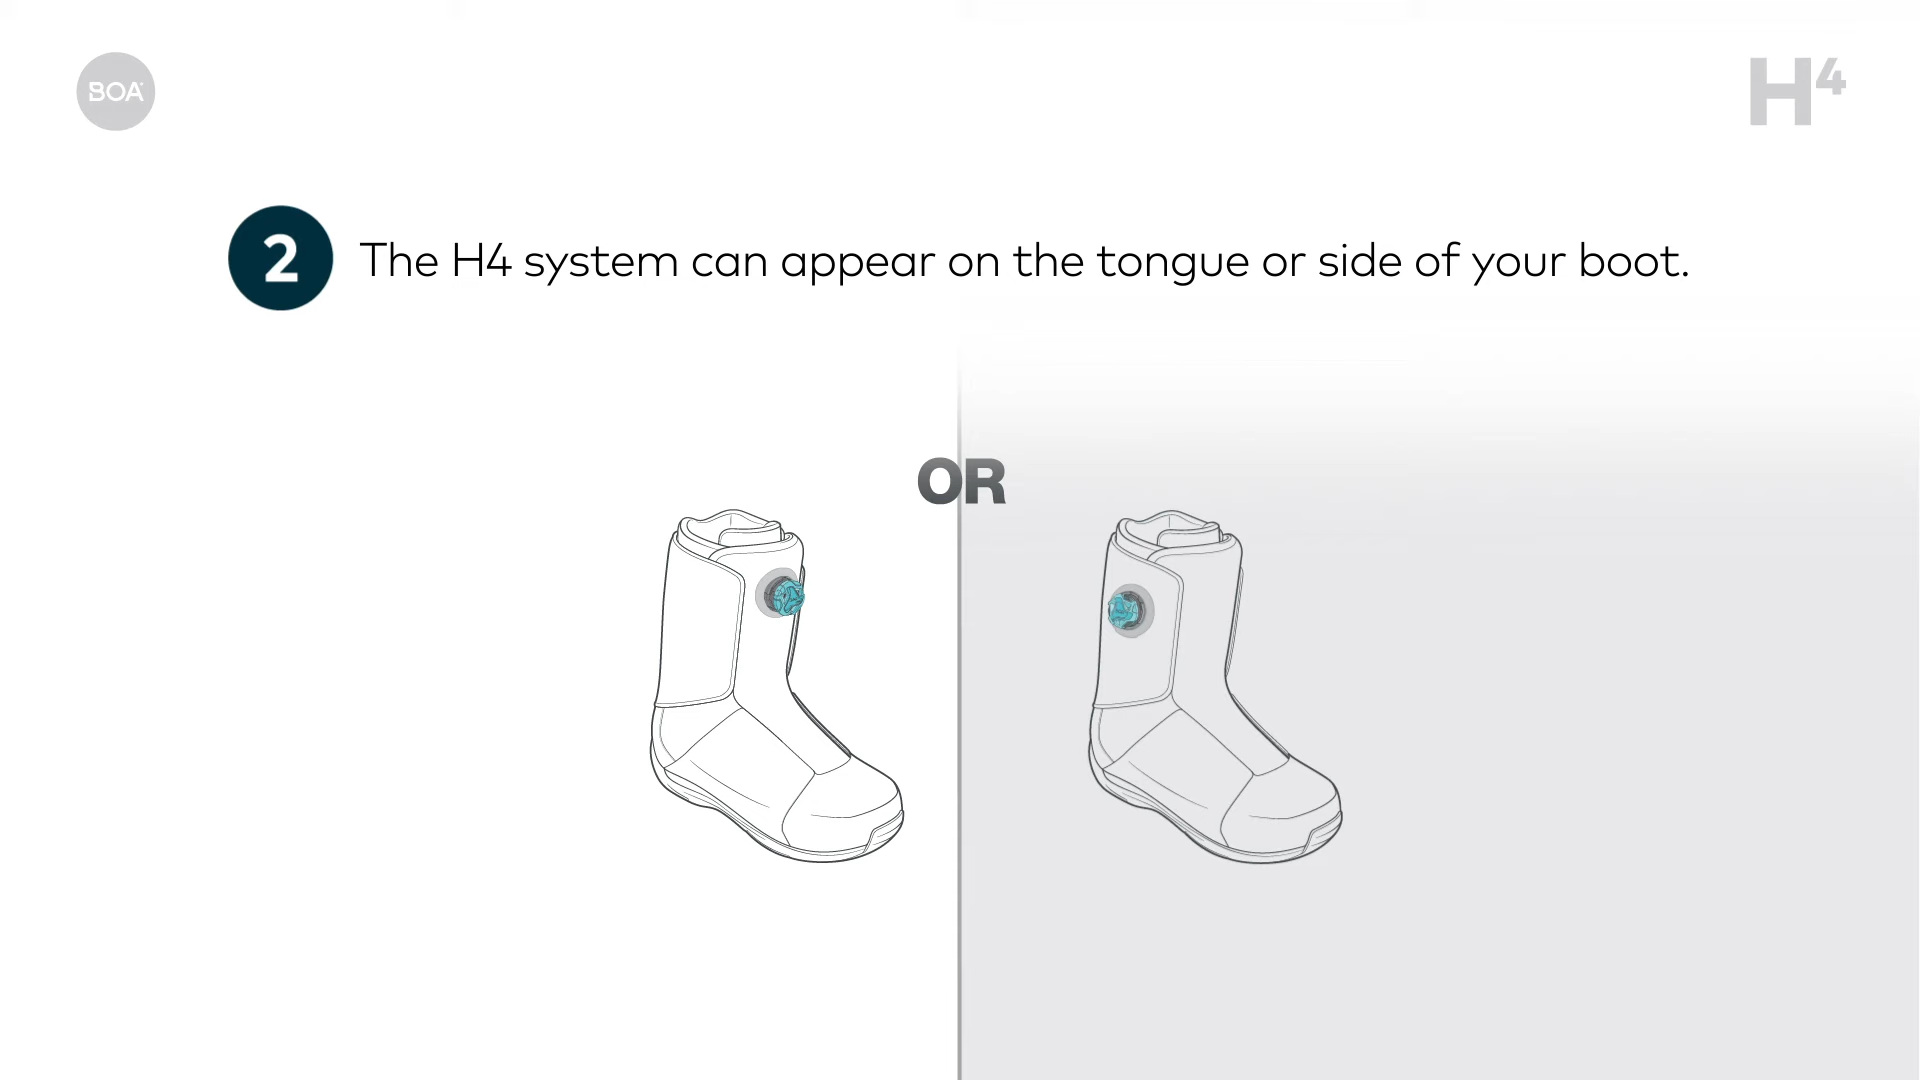 BOA
H4
2 The H4 system can appear on the tongue or side of your boot.
OR